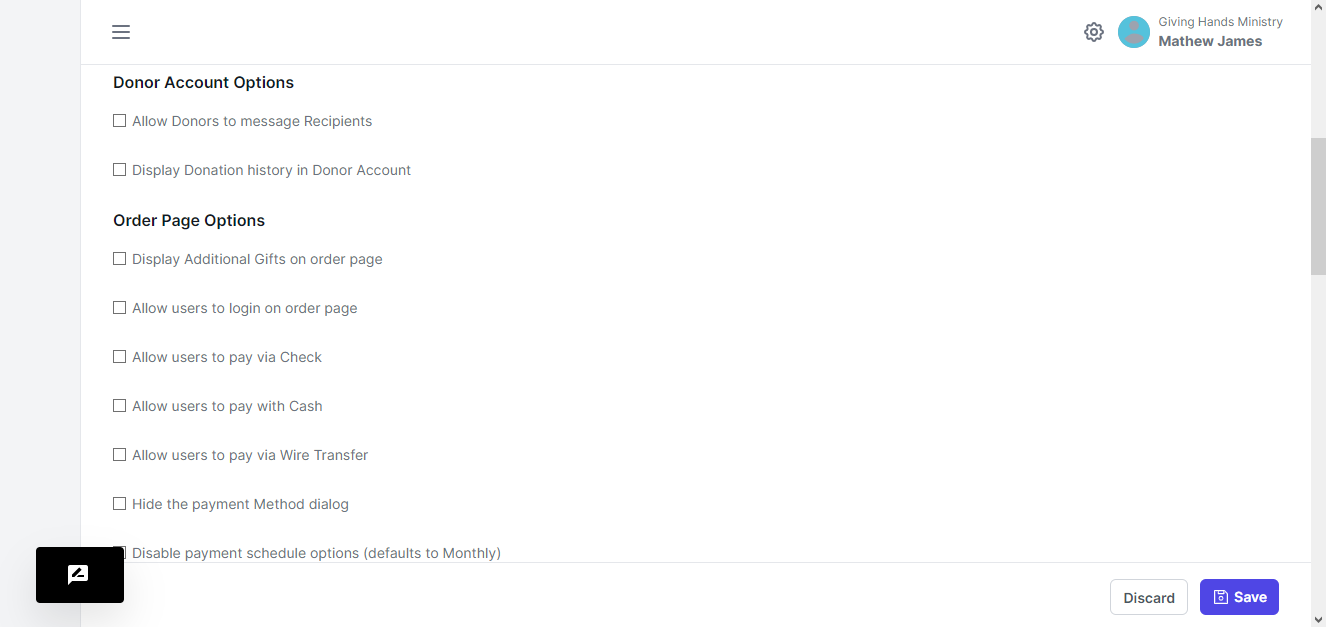 Giving Hands Ministry
Mathew James
Donor Account Options
Allow Donors to message Recipients
Display Donation history in Donor Account
Order Page Options
Display Additional Gifts on order page
Allow users to login on order page
Allow users to pay via Check
Allow users to pay with Cash
Allow users to pay via Wire Transfer
Hide the payment Method dialog
Disable payment schedule options (defaults to Monthly)
Discard
Save